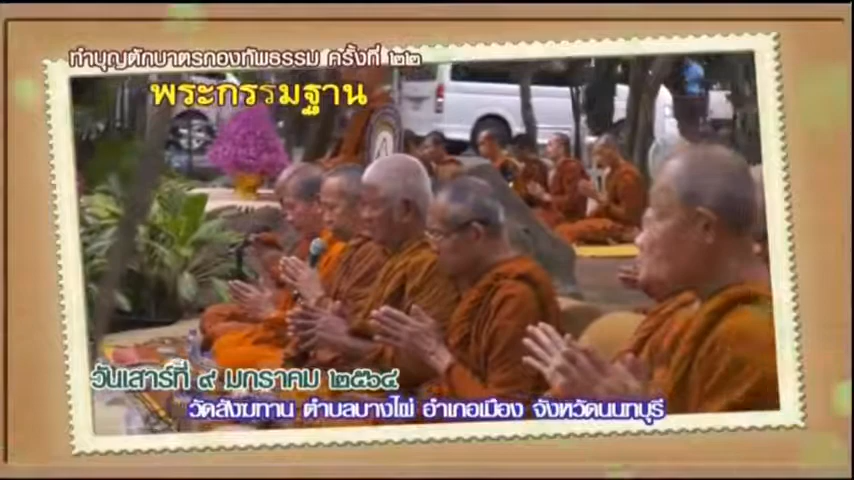 ทำบุญตักบาตรกองทัพธรรม ครั้งที่ ๒๒
พระกรรมฐาน
วันเสาร์ที่ ๙ มกราคม ๒๕๖๔
วัดสังฆทาน ตำบลบางไผ่ อำเภอเมือง จังหวัดนนทบุรี